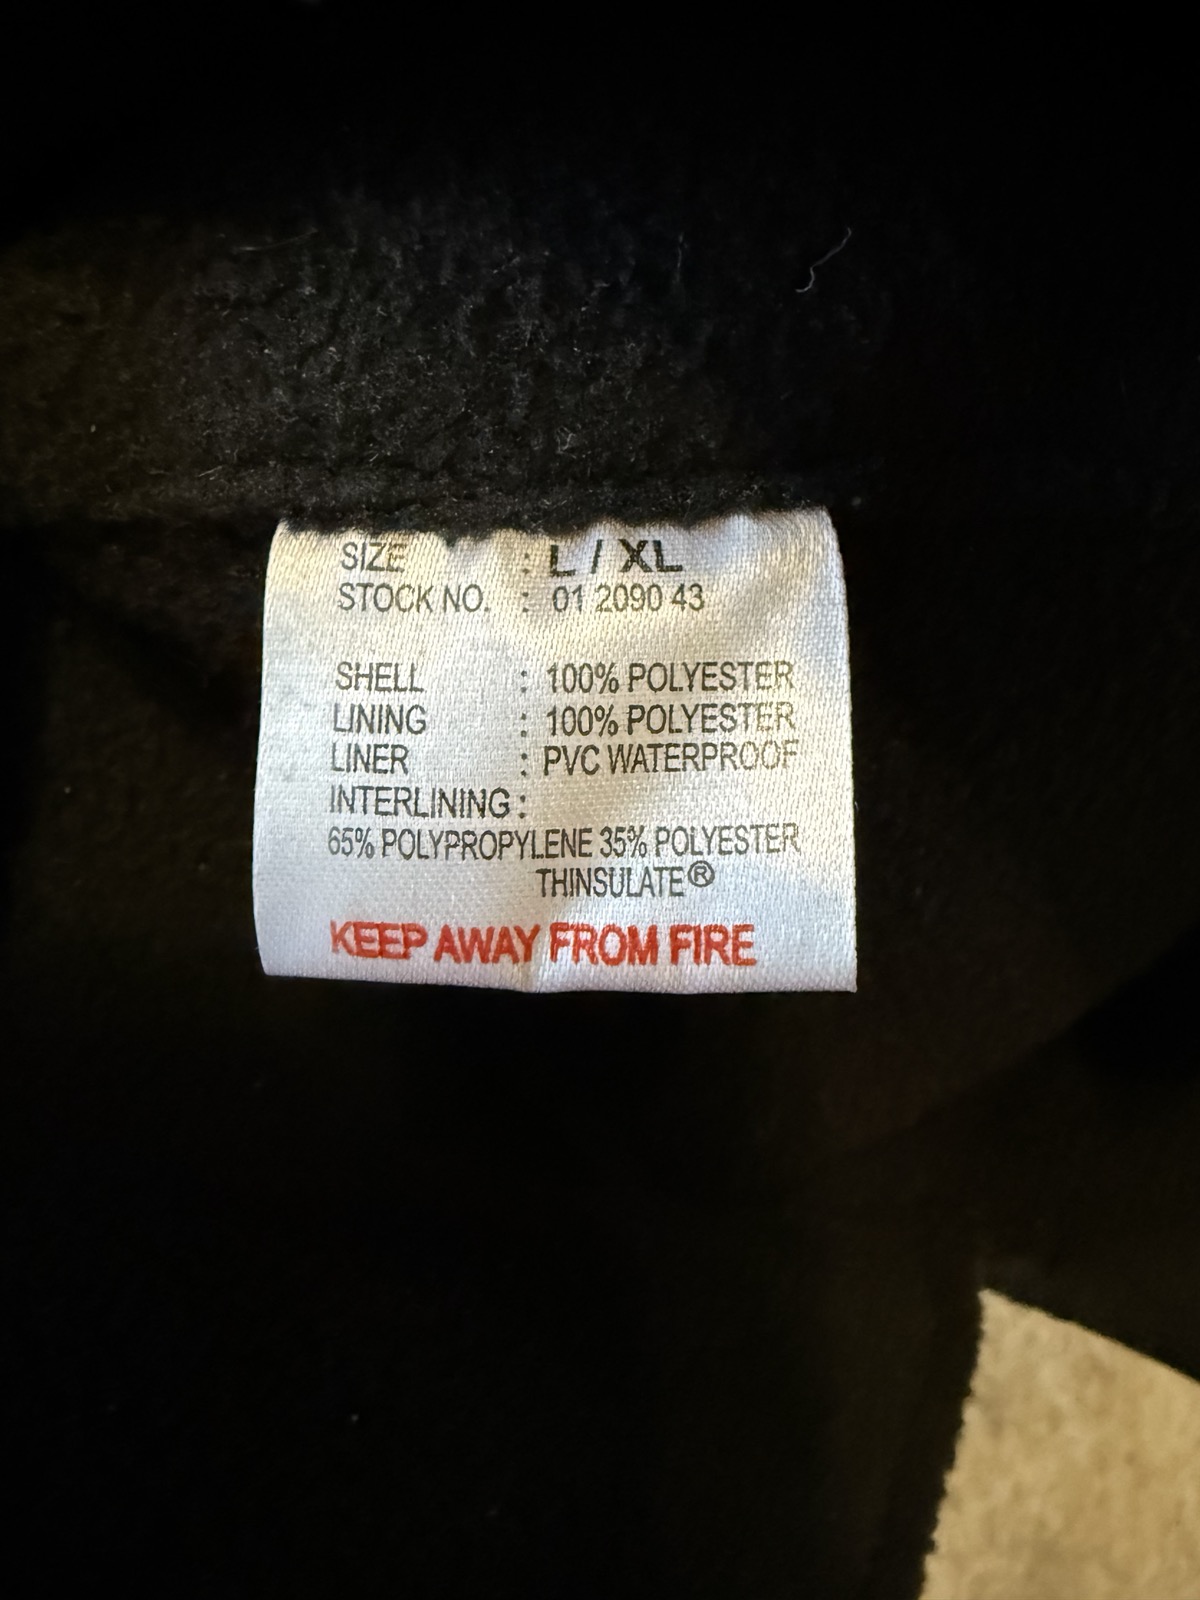 SIZE : L / XL
STOCK NO. : 01 2090 43
SHELL : 100% POLYESTER
LINING : 100% POLYESTER
LINER : PVC WATERPROOF
INTERLINING :
65% POLYPROPYLENE 35% POLYESTER
THINSULATE®
KEEP AWAY FROM FIRE